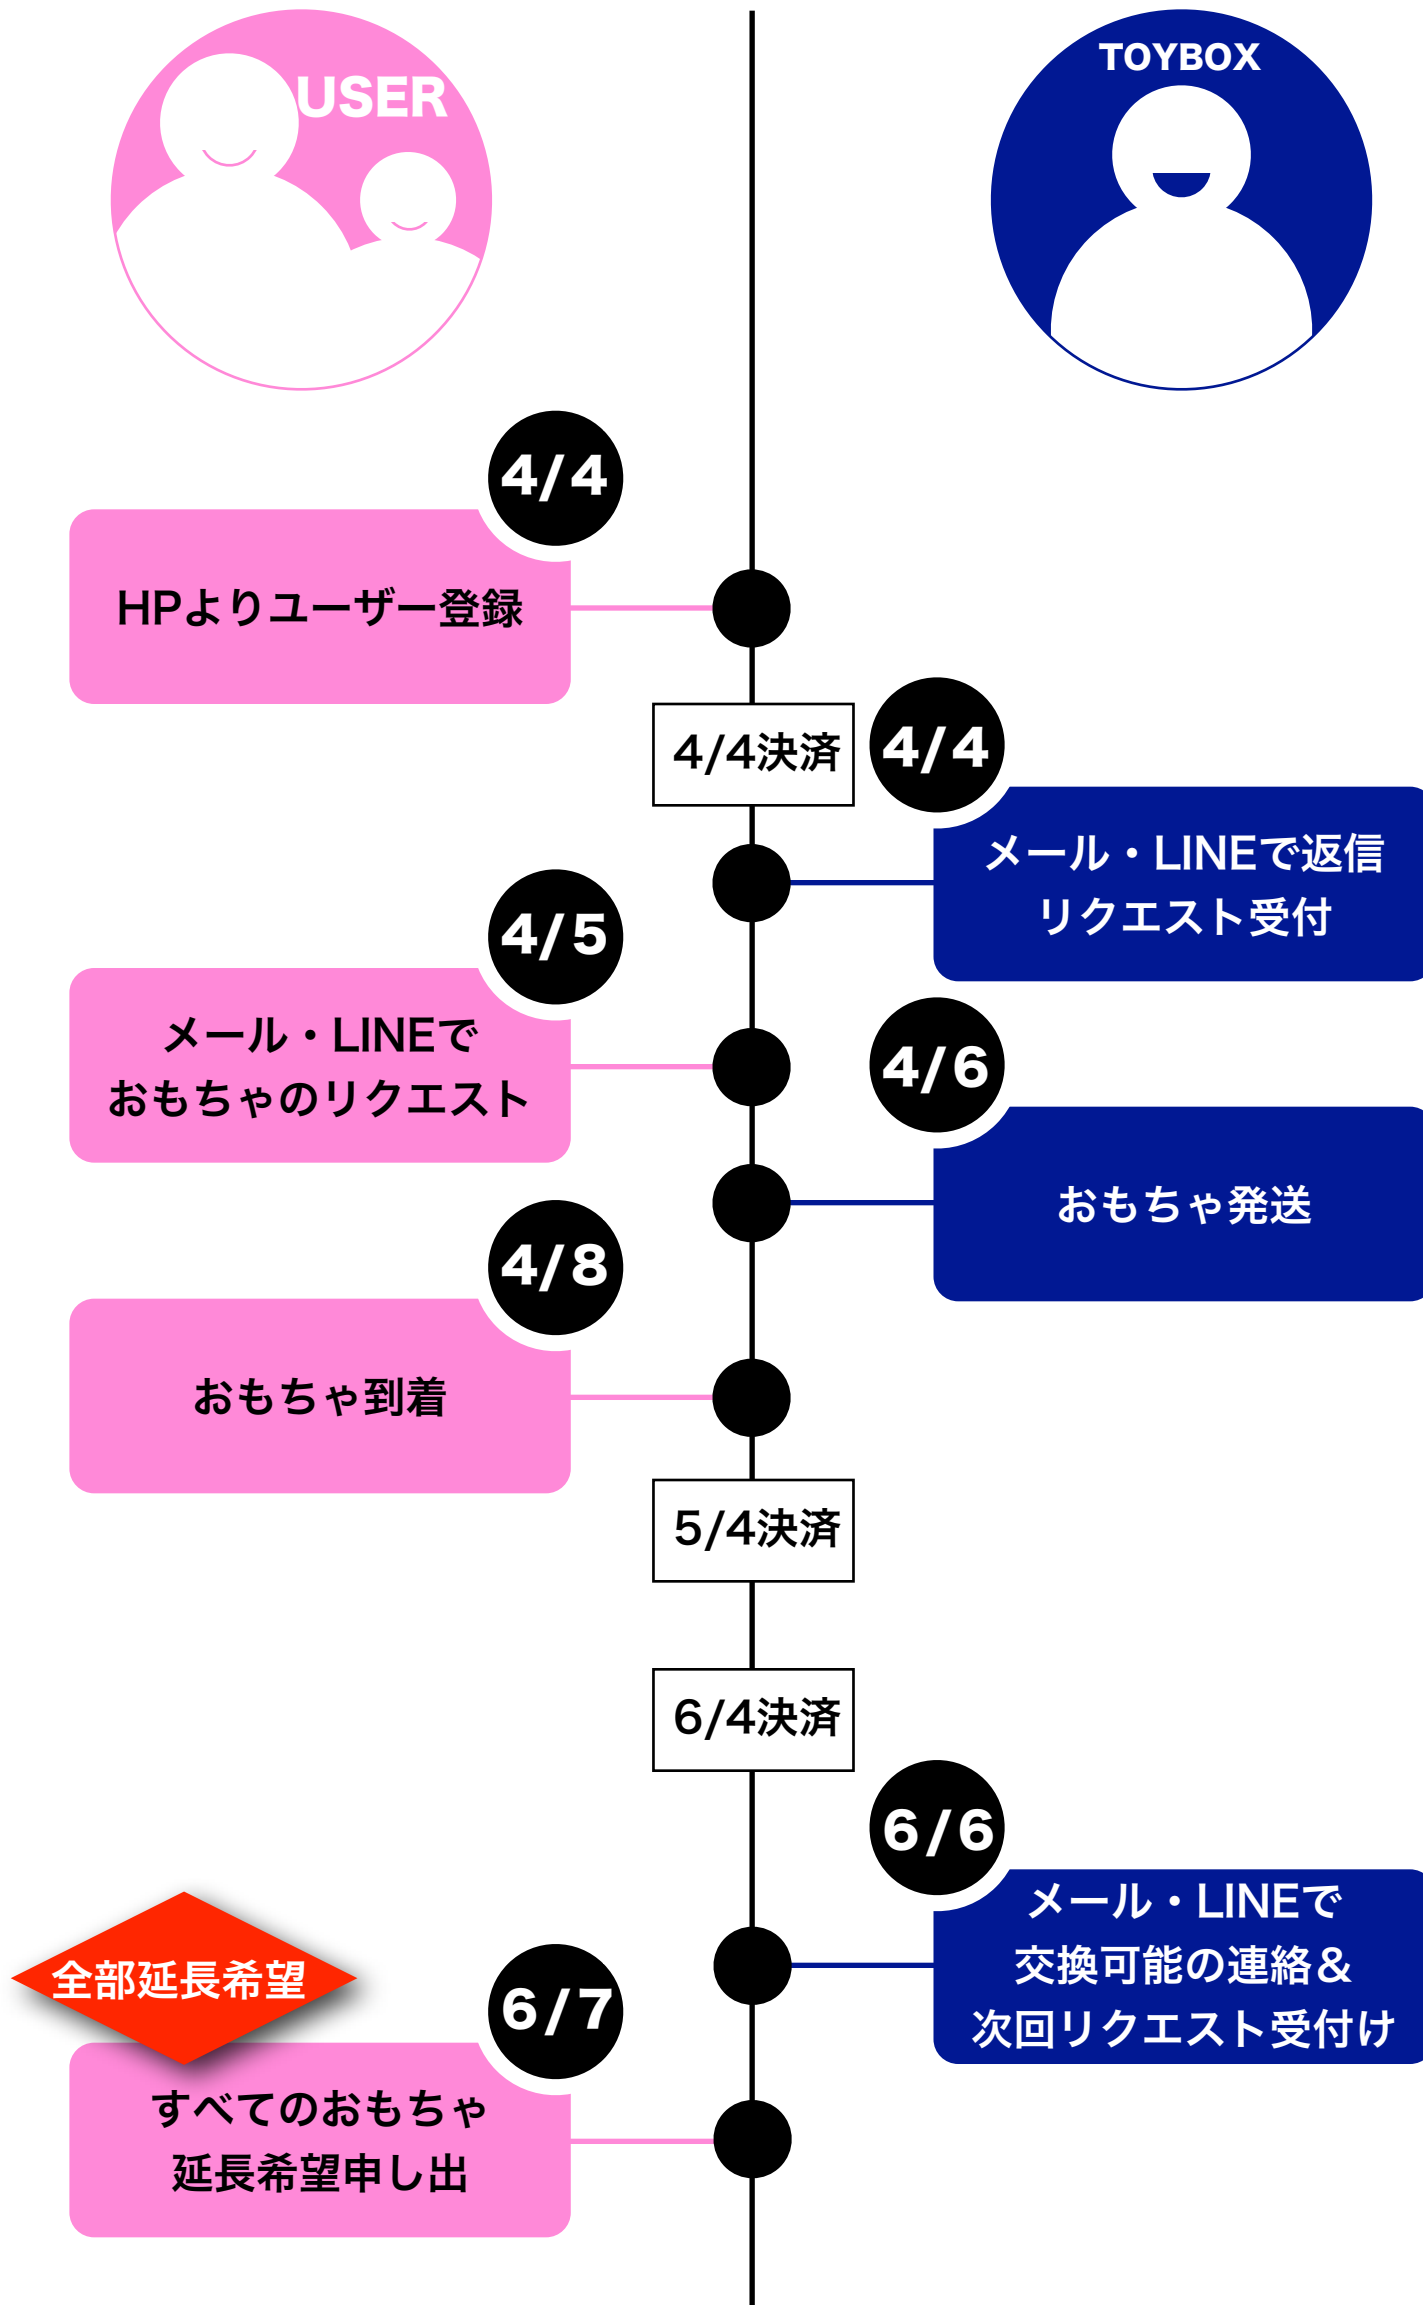 USER
TOYBOX
4/4
HPよりユーザー登録
4/4決済
4/4
メール・LINEで返信
リクエスト受付
4/5
メール・LINEで
おもちゃのリクエスト
4/6
おもちゃ発送
4/8
おもちゃ到着
5/4決済
6/4決済
6/6
メール・LINEで
交換可能の連絡＆
次回リクエスト受付け
全部延長希望
6/7
すべてのおもちゃ
延長希望申し出